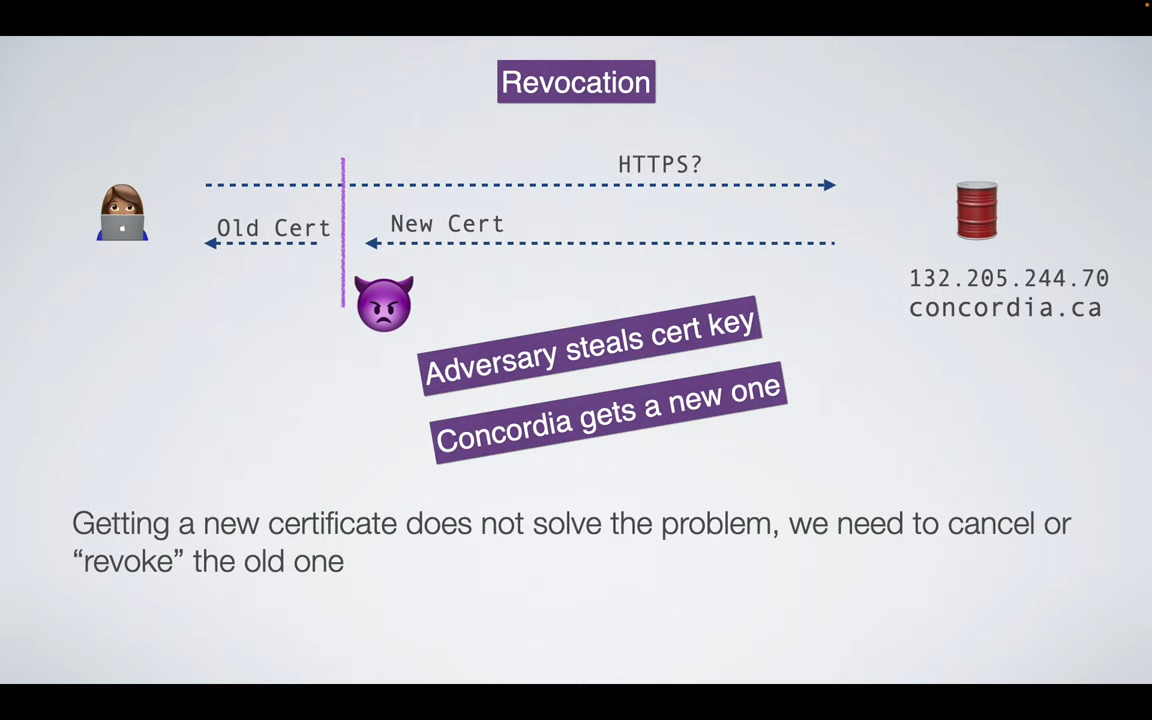 Revocation
HTTPS?
Old Cert
New Cert
132.205.244.70
concordia.ca
Adversary steals cert key
Concordia gets a new one
Getting a new certificate does not solve the problem, we need to cancel or
“revoke” the old one